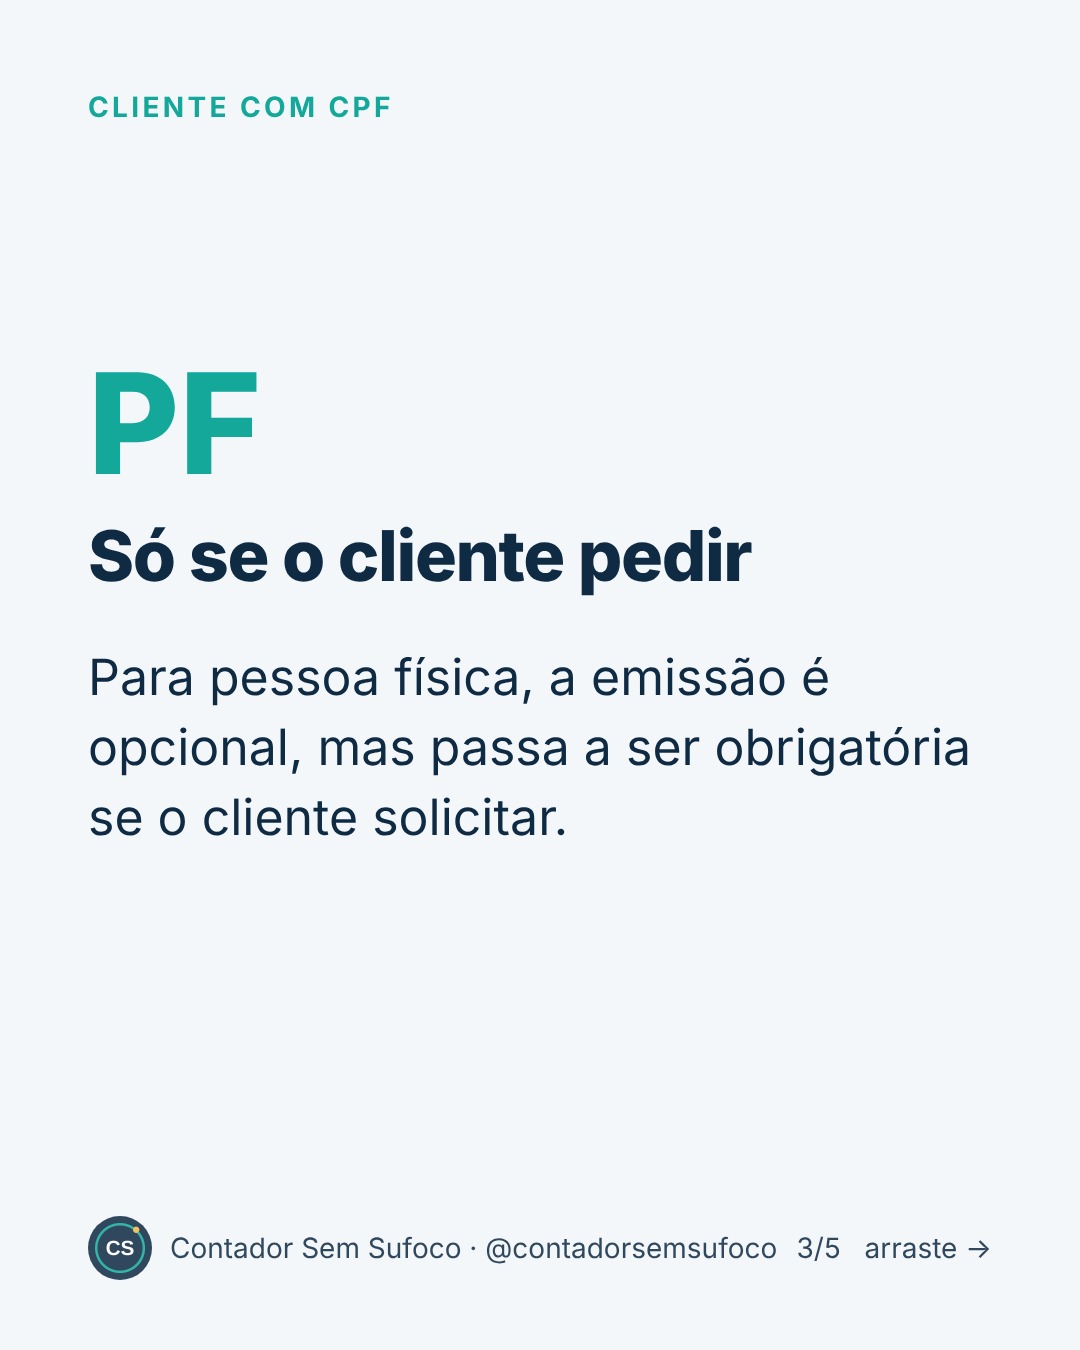 CLIENTE COM CPF
PF
Só se o cliente pedir
Para pessoa física, a emissão é
opcional, mas passa a ser obrigatória
se o cliente solicitar.
CS Contador Sem Sufoco · @contadorsemsufoco 3/5 arraste →